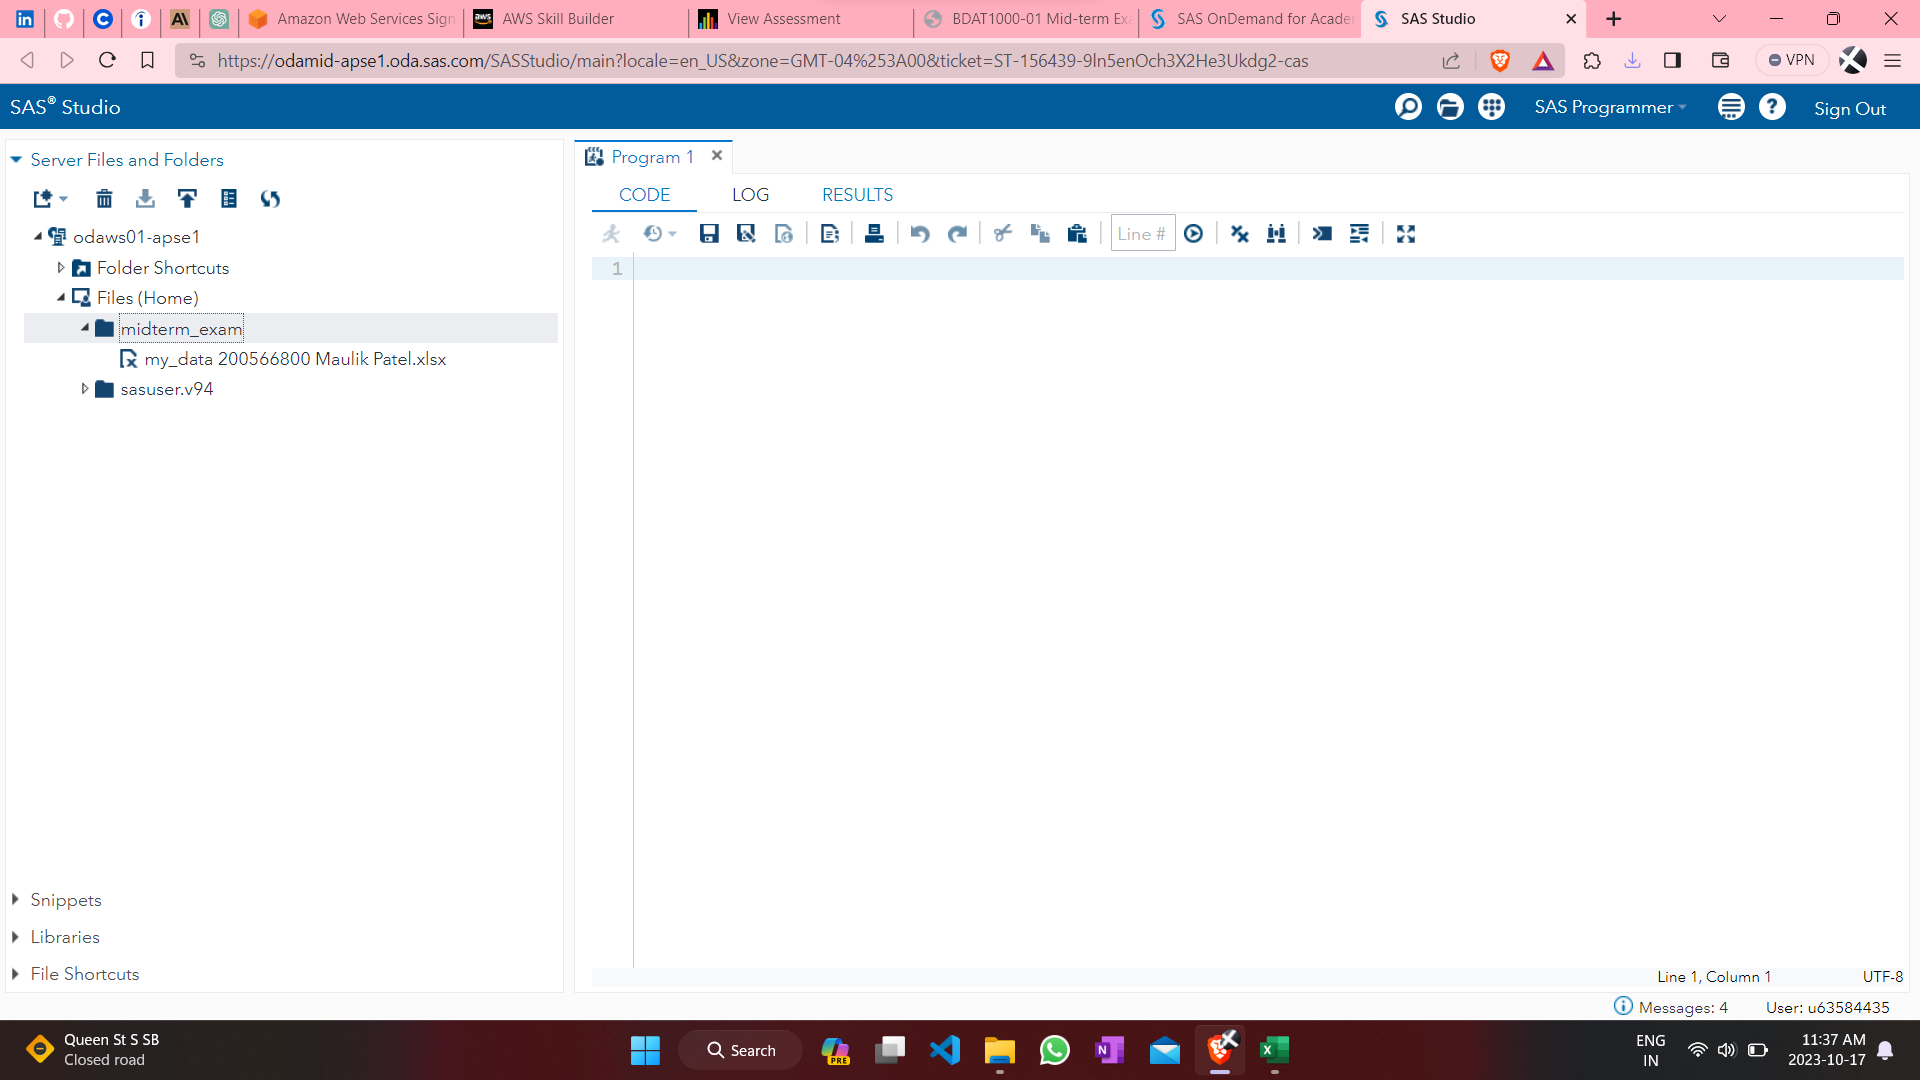 Amazon Web Services Sign
AWS Skill Builder
View Assessment
BDAT1000-01 Mid-term Exa
SAS OnDemand for Academ
SAS Studio
https://odamid-apse1.oda.sas.com/SASStudio/main?locale=en_US&zone=GMT-04%253A00&ticket=ST-156439-9ln5enOch3X2He3Ukdg2-cas
VPN
SAS® Studio
SAS Programmer
Sign Out
Server Files and Folders
odaws01-apse1
Folder Shortcuts
Files (Home)
midterm_exam
my_data 200566800 Maulik Patel.xlsx
sasuser.v94
Snippets
Libraries
File Shortcuts
Program 1
CODE LOG RESULTS
Line #
1
Line 1, Column 1
UTF-8
Messages: 4
User: u63584435
Queen St S SB
Closed road
Search
PRE
ENG
IN
11:37 AM
2023-10-17